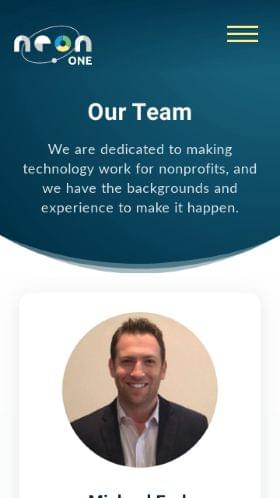 neon
ONE
Our Team
We are dedicated to making
technology work for nonprofits, and
we have the backgrounds and
experience to make it happen.